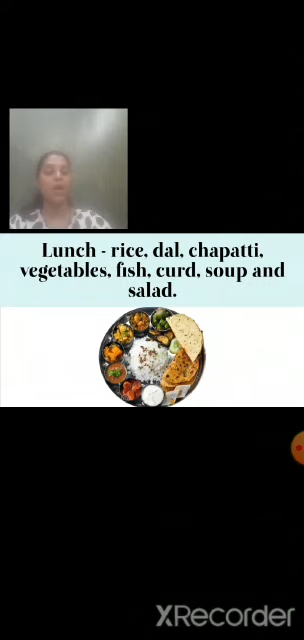 Lunch - rice, dal, chapatti,
vegetables, fish, curd, soup and
salad.
XRecorder